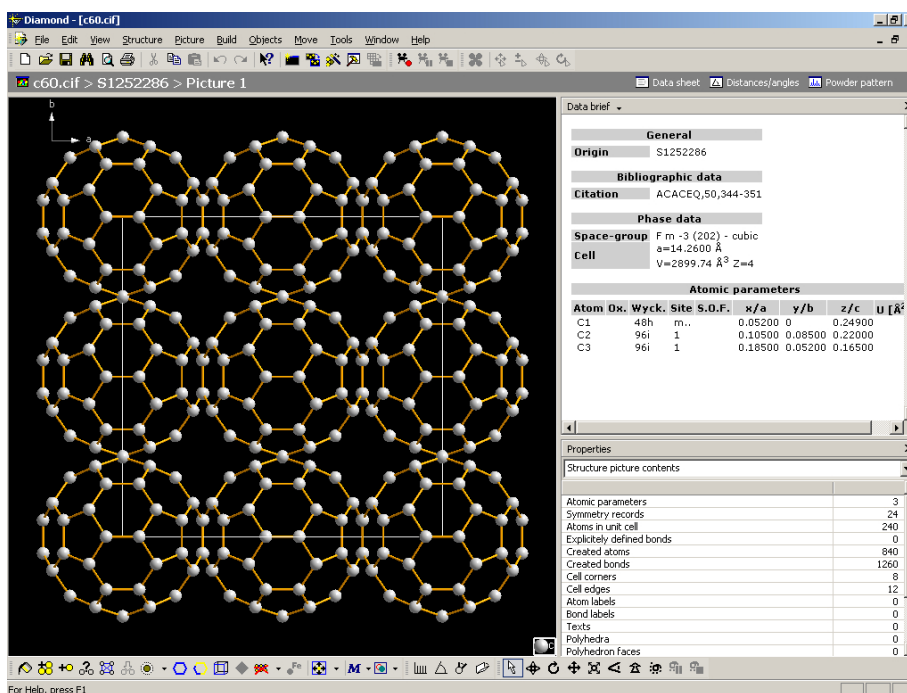 Diamond - [c60.cif]
File Edit View Structure Picture Build Objects Move Tools Window Help
c60.cif > S1252286 > Picture 1
Data sheet Distances/angles Powder pattern
b
a
Data brief
General
Origin S1252286
Bibliographic data
Citation ACACEQ,50,344-351
Phase data
Space-group F m -3 (202) - cubic
Cell a=14.2600 Å
V=2899.74 Å³ Z=4
Atomic parameters
Atom Ox. Wyck. Site S.O.F. x/a y/b z/c U [Å²
C1 48h m.. 0.05200 0 0.24900
C2 96i 1 0.10500 0.08500 0.22000
C3 96i 1 0.18500 0.05200 0.16500
Properties
Structure picture contents
Atomic parameters 3
Symmetry records 24
Atoms in unit cell 240
Explicitely defined bonds 0
Created atoms 840
Created bonds 1260
Cell corners 8
Cell edges 12
Atom labels 0
Bond labels 0
Texts 0
Polyhedra 0
Polyhedron faces 0
C
M
Fe
For Help, press F1